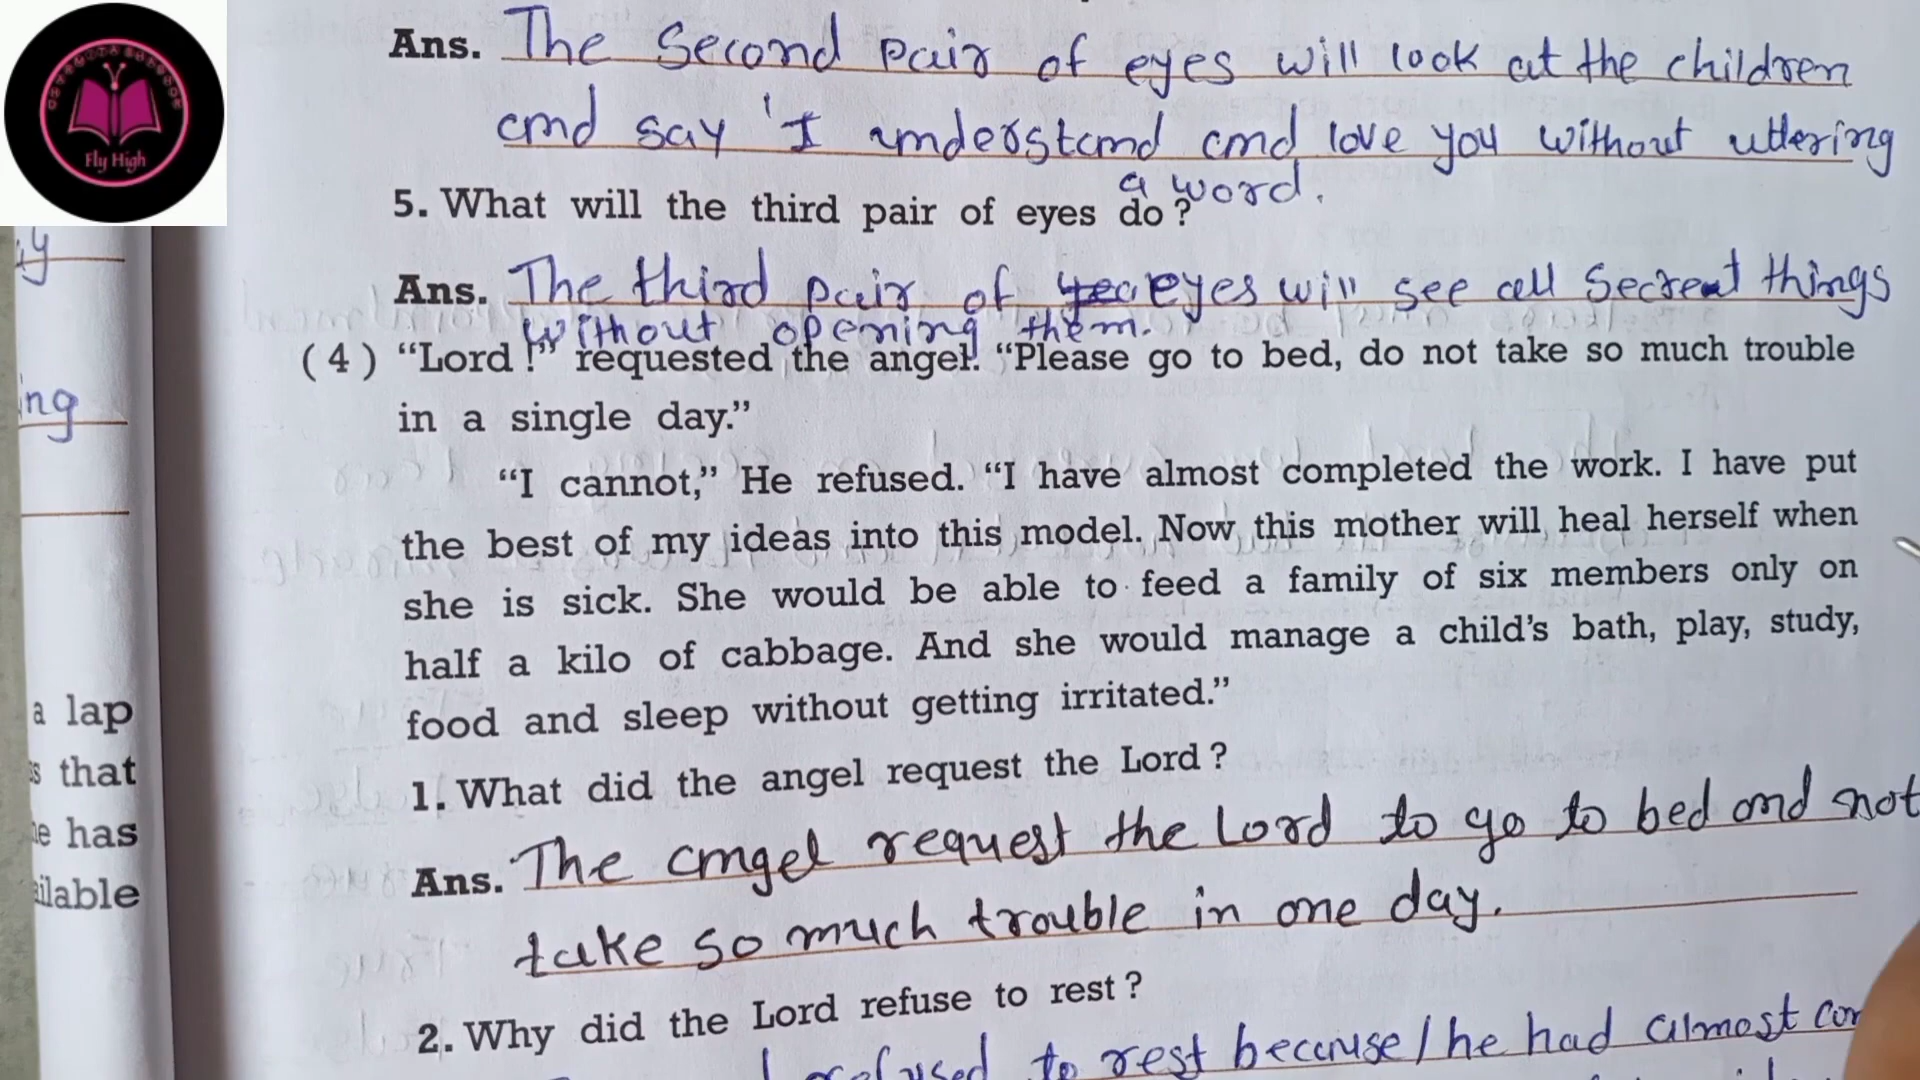 Fly High
Ans. The Second pair of eyes will look at the children
and say 'I understand and love you without uttering
a word.
5. What will the third pair of eyes do ?
Ans. The third pair of eyes will see all Secret things
without opening them.
(4) “Lord !” requested the angel. “Please go to bed, do not take so much trouble
in a single day.”
“I cannot,” He refused. “I have almost completed the work. I have put
the best of my ideas into this model. Now this mother will heal herself when
she is sick. She would be able to feed a family of six members only on
half a kilo of cabbage. And she would manage a child’s bath, play, study,
food and sleep without getting irritated.”
1. What did the angel request the Lord ?
Ans. The angel request the Lord to go to bed and not
take so much trouble in one day.
2. Why did the Lord refuse to rest ?
refused to rest because he had almost
ng
a lap
that
has